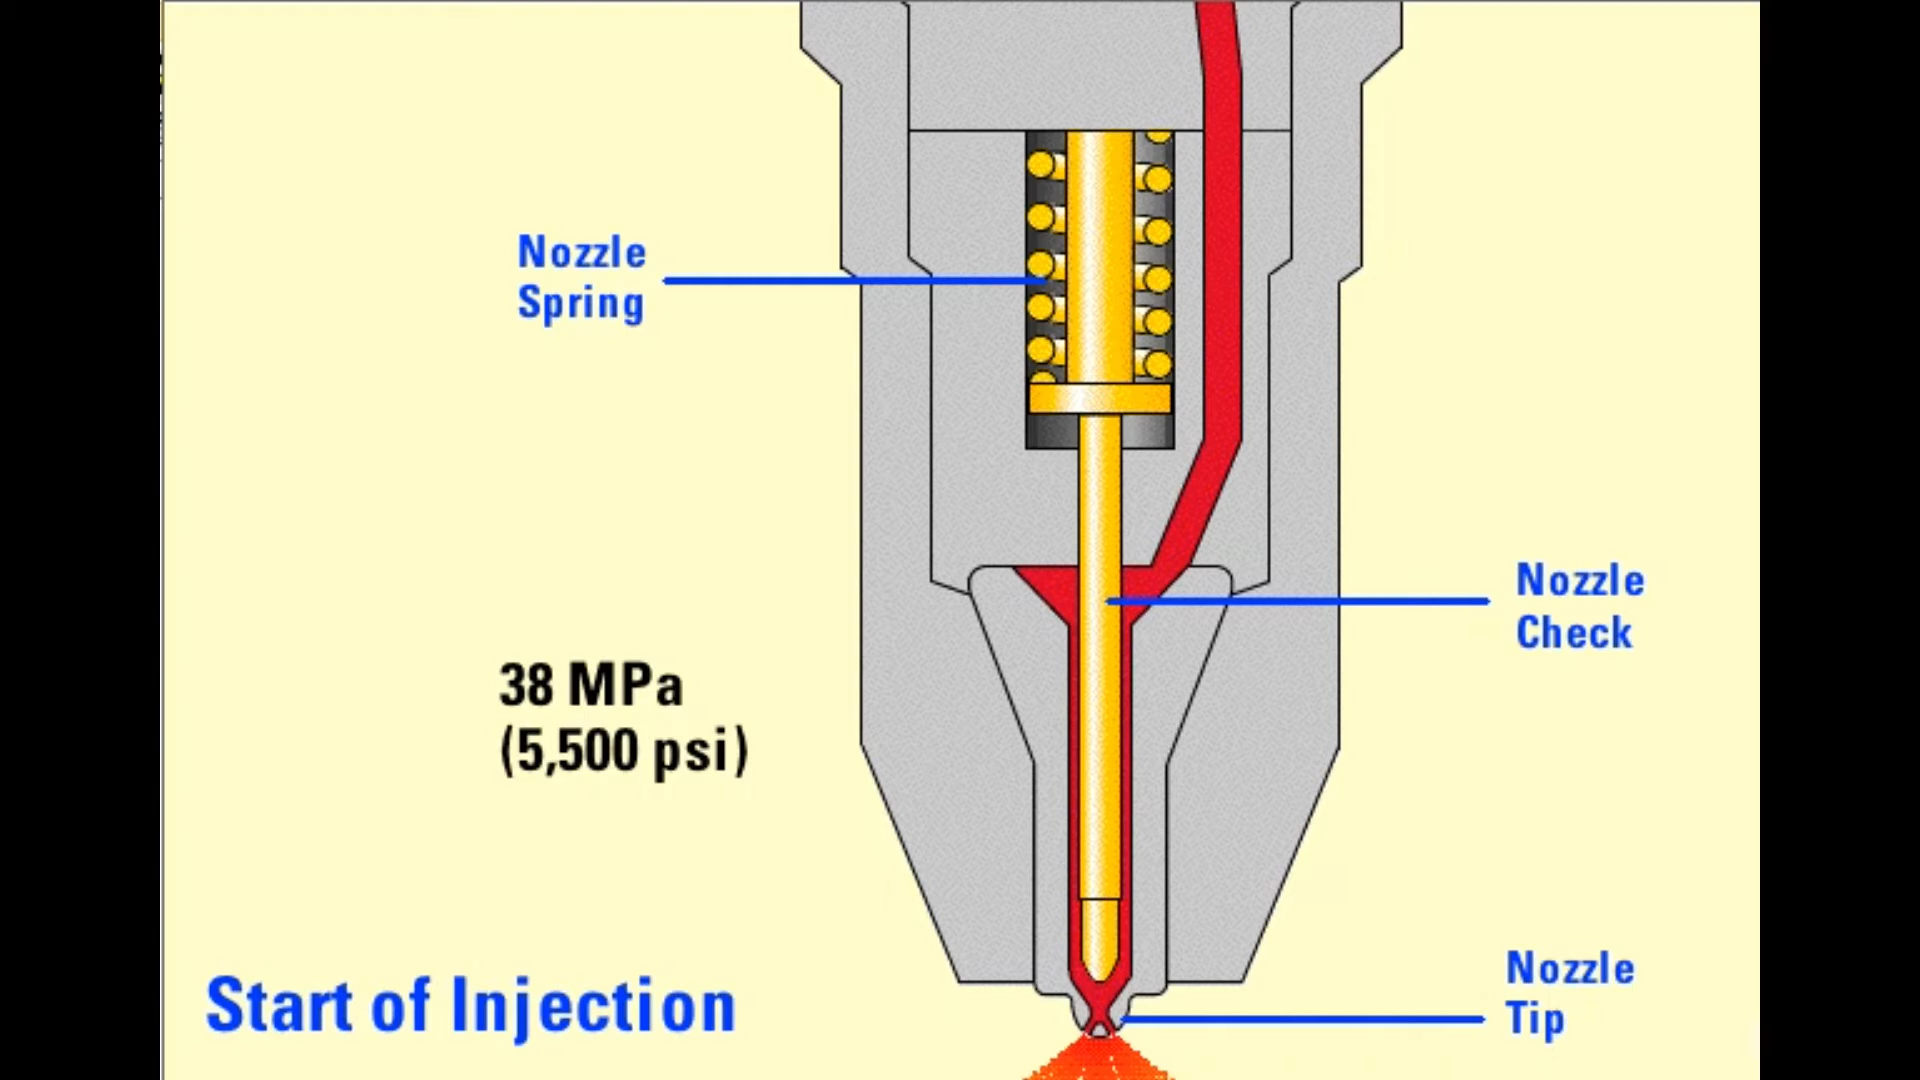 Nozzle
Spring
Nozzle
Check
38 MPa
(5,500 psi)
Nozzle
Tip
Start of Injection